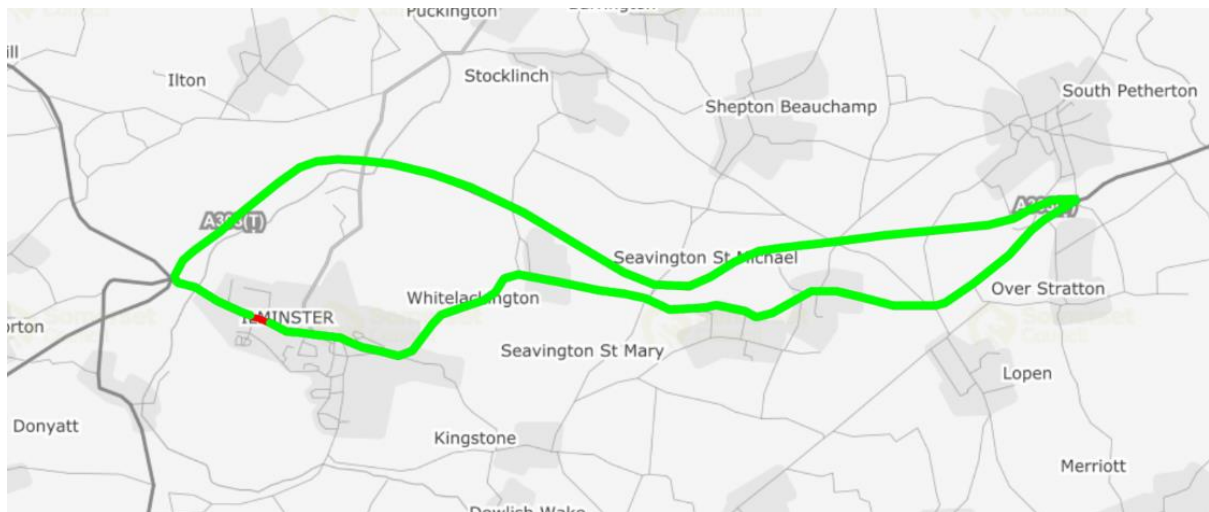 Puckington
Ilton
Stocklinch
Shepton Beauchamp
South Petherton
Seavington St Michael
Over Stratton
Whitelackington
MINSTER
Seavington St Mary
Lopen
Donyatt
Kingstone
Merriott